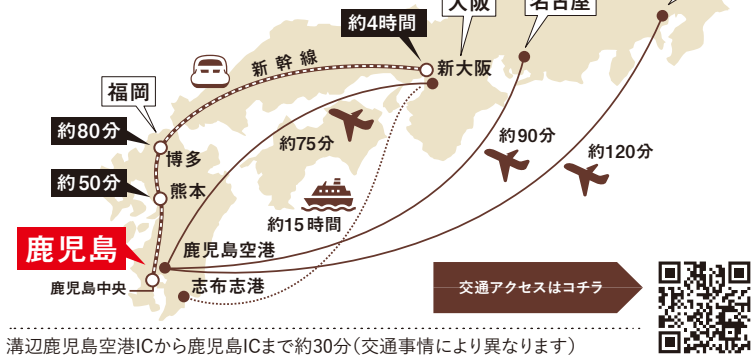 大阪
名古屋
約4時間
新幹線
新大阪
福岡
約80分
博多
約75分
約90分
約120分
約50分
熊本
約15時間
鹿児島
鹿児島空港
鹿児島中央
志布志港
交通アクセスはコチラ
溝辺鹿児島空港ICから鹿児島ICまで約30分(交通事情により異なります)